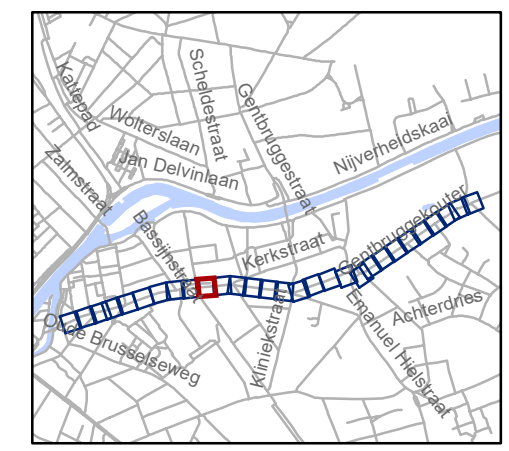 Kattepad
Scheldestraat
Gentbruggestraat
Wolterslaan
Nijverheidskaai
Jan Delvinlaan
Zalmstraat
Bassijnstraat
Gentbruggekouter
Kerkstraat
Achterdries
Oude Brusselseweg
Kliniekstraat
Emanuel Hielstraat